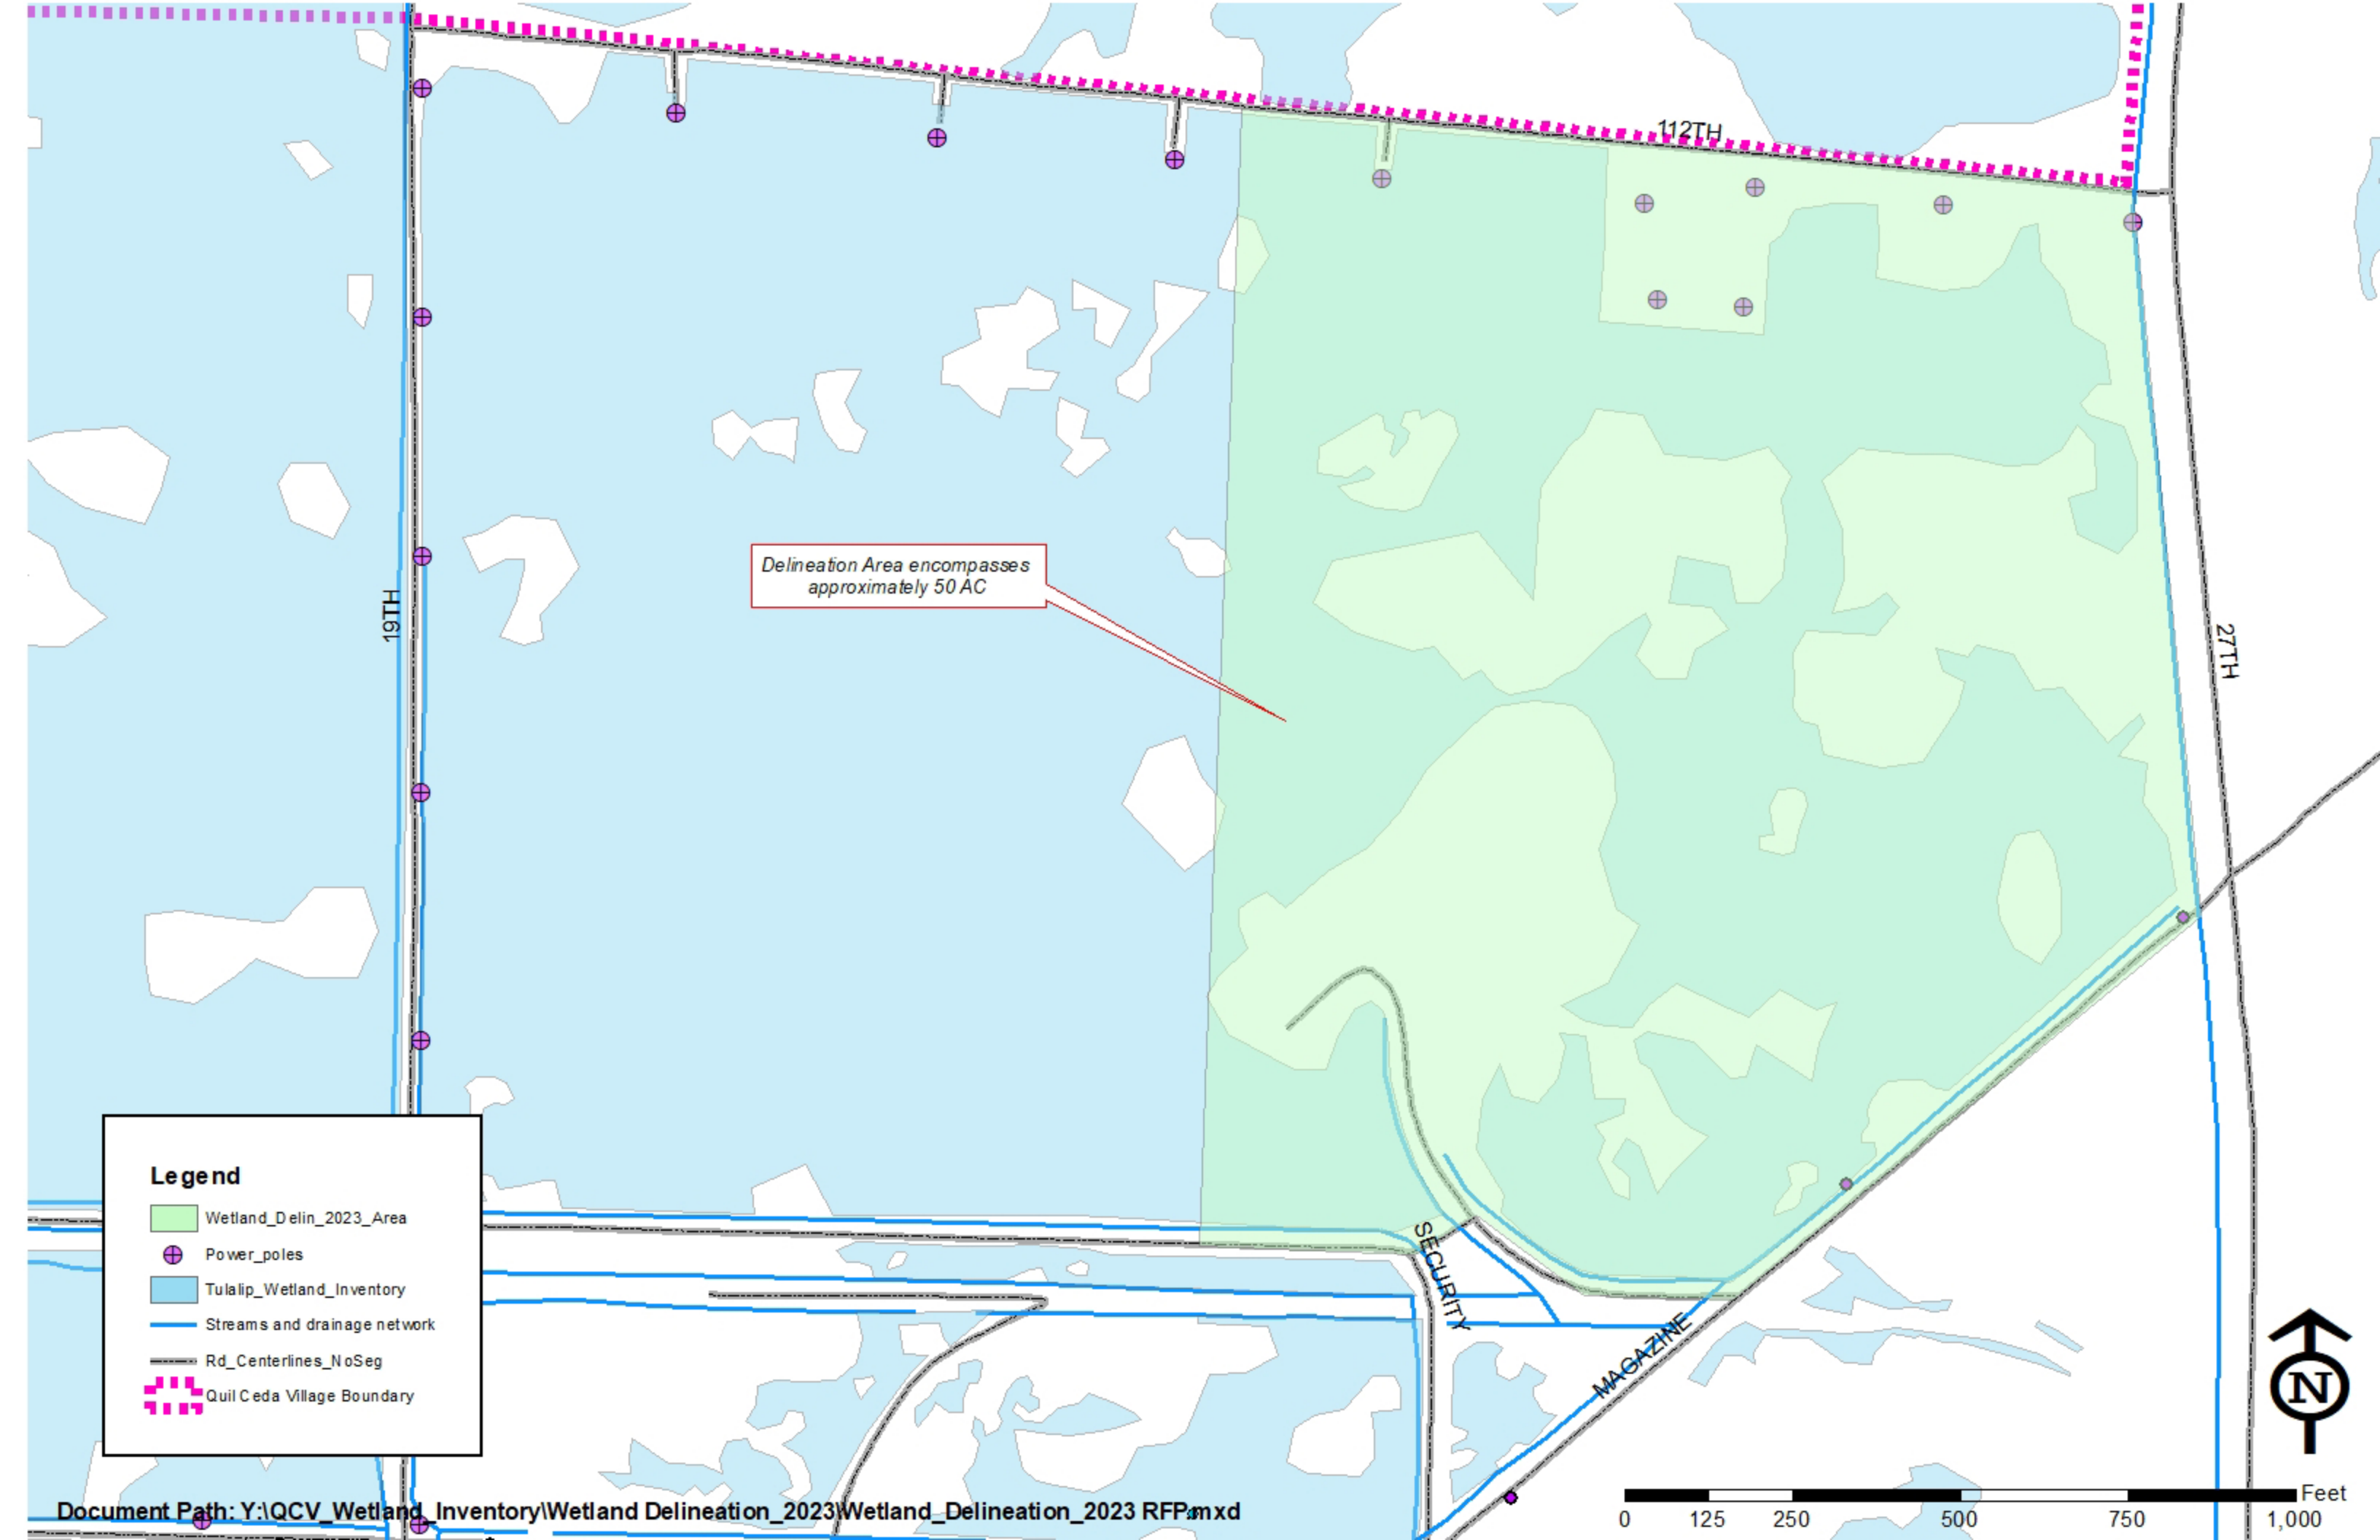 112TH
Delineation Area encompasses
approximately 50 AC
19TH
27TH
Legend
Wetland_Delin_2023_Area
Power_poles
Tulalip_Wetland_Inventory
Streams and drainage network
Rd_Centerlines_NoSeg
Quil Ceda Village Boundary
SECURITY
MAGAZINE
N
Feet
0 125 250 500 750 1,000
Document Path: Y:\QCV_Wetland_Inventory\Wetland Delineation_2023\Wetland_Delineation_2023 RFP.mxd